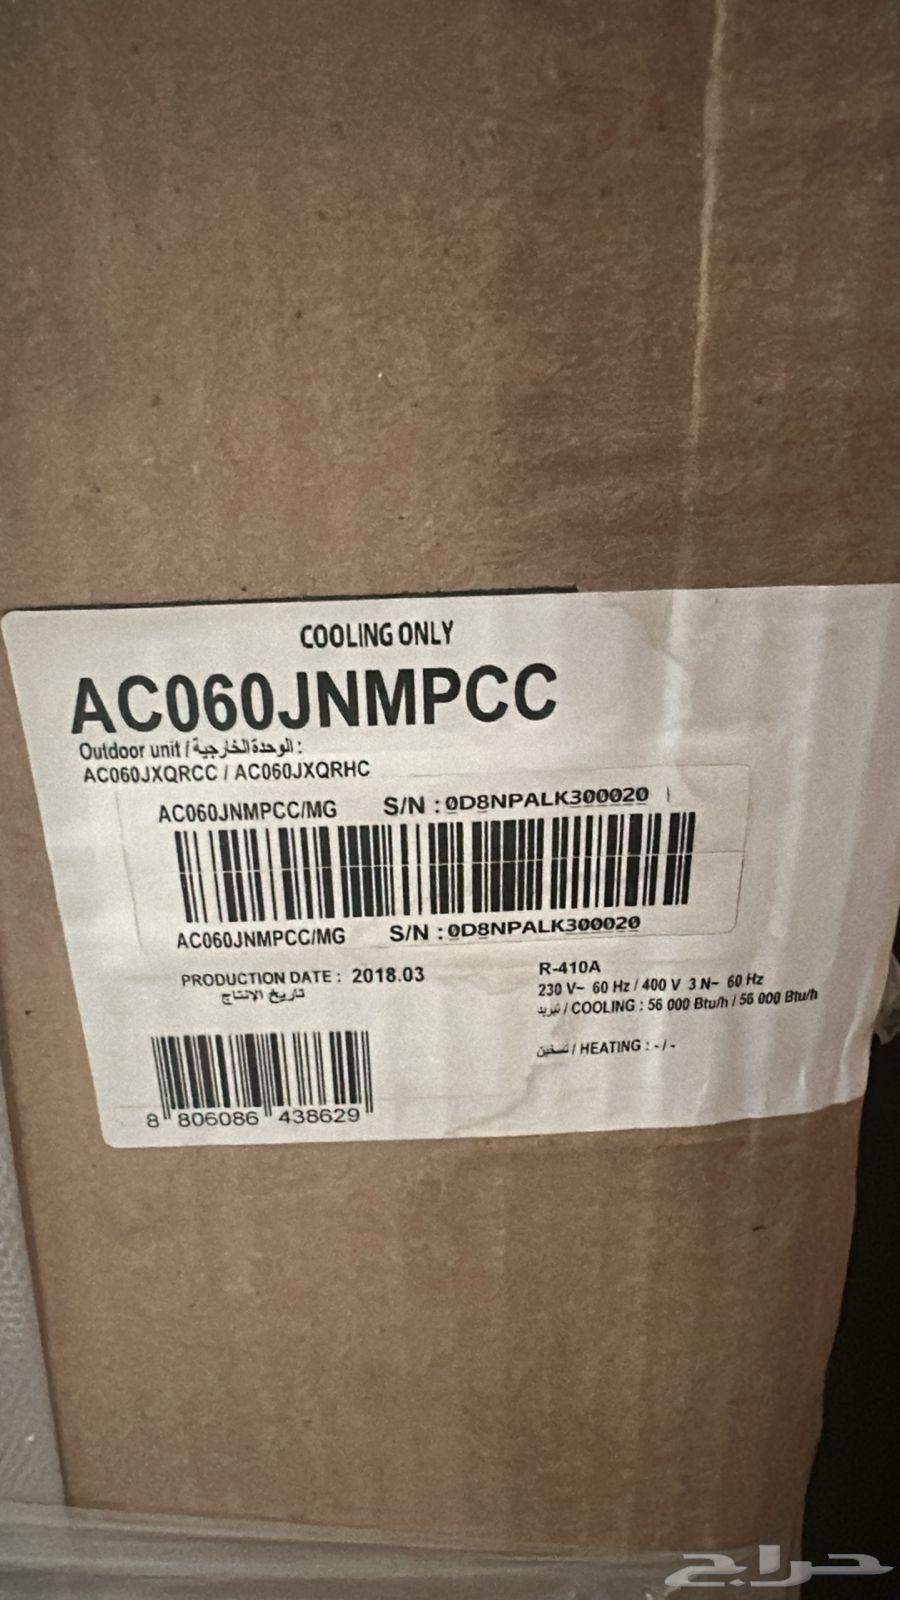 COOLING ONLY
AC060JNMPCC
Outdoor unit / الوحدة الخارجية :
AC060JXQRCC / AC060JXQRHC
AC060JNMPCC/MG S/N : 0D8NPALK300020
AC060JNMPCC/MG S/N : 0D8NPALK300020
PRODUCTION DATE : 2018.03
تاريخ الانتاج
R-410A
230 V~ 60 Hz / 400 V 3 N~ 60 Hz
تبريد / COOLING : 56 000 Btu/h / 56 000 Btu/h
تسخين / HEATING : - / -
8 806086 438629
حراج